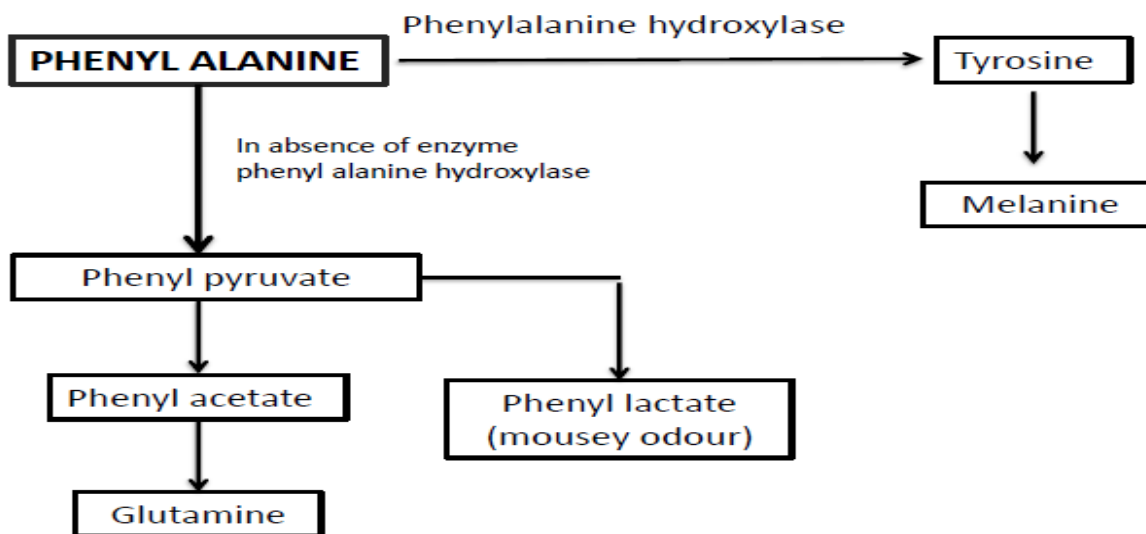 Phenylalanine hydroxylase
PHENYL ALANINE
Tyrosine
In absence of enzyme
phenyl alanine hydroxylase
Melanine
Phenyl pyruvate
Phenyl acetate
Phenyl lactate
(mousey odour)
Glutamine